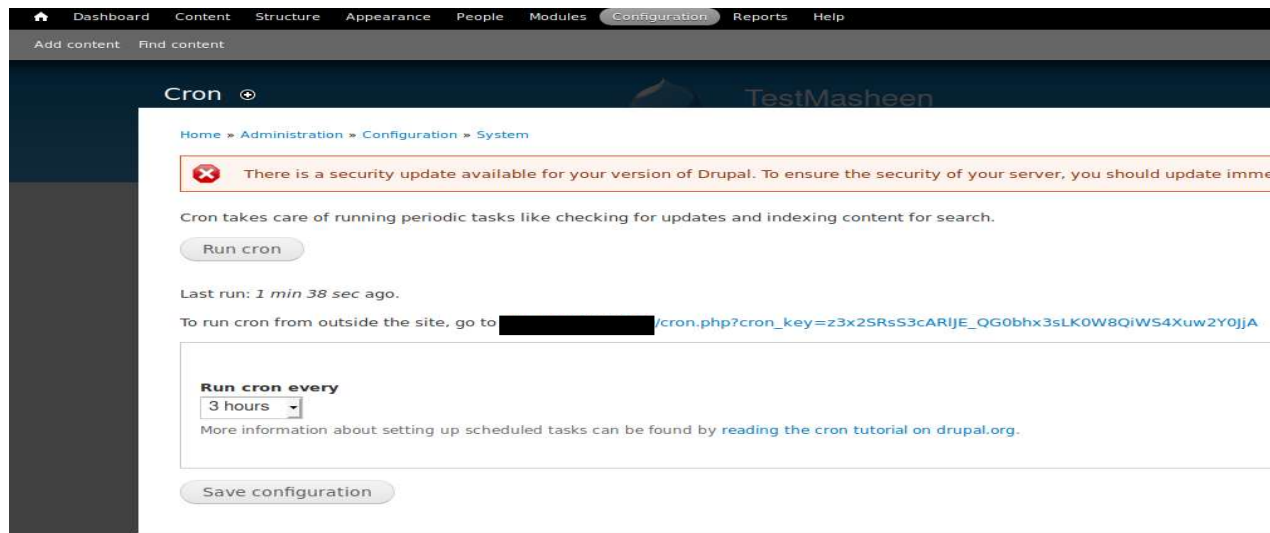 Dashboard Content Structure Appearance People Modules Configuration Reports Help
Add content Find content
Cron
TestMasheen
Home » Administration » Configuration » System
There is a security update available for your version of Drupal. To ensure the security of your server, you should update imme
Cron takes care of running periodic tasks like checking for updates and indexing content for search.
Run cron
Last run: 1 min 38 sec ago.
To run cron from outside the site, go to /cron.php?cron_key=z3x2SRsS3cARlJE_QG0bhx3sLK0W8QiWS4Xuw2Y0JjA
Run cron every
3 hours
More information about setting up scheduled tasks can be found by reading the cron tutorial on drupal.org.
Save configuration